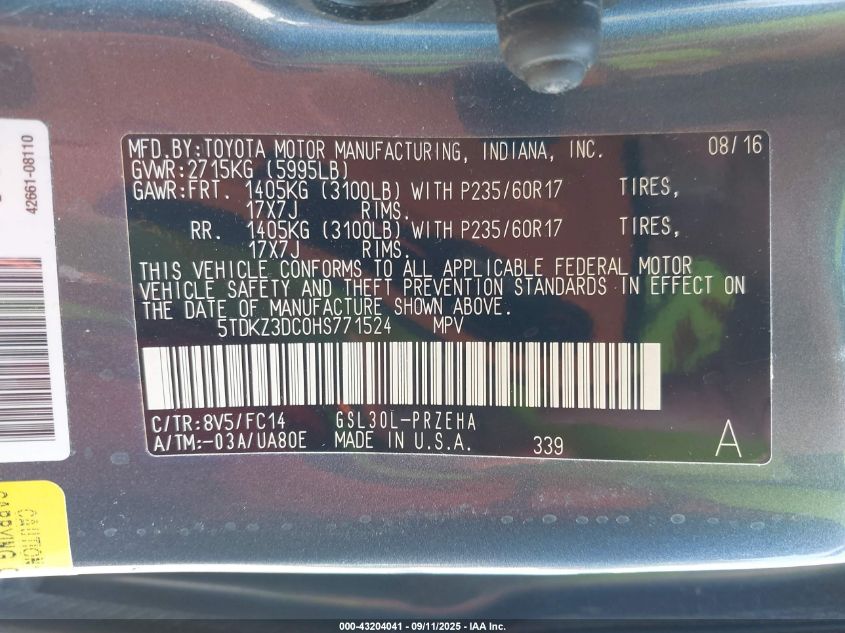 MFD.BY:TOYOTA MOTOR MANUFACTURING, INDIANA, INC. 08/16
GVWR:2715KG (5995LB)
GAWR:FRT. 1405KG (3100LB) WITH P235/60R17 TIRES,
17X7J RIMS.
RR. 1405KG (3100LB) WITH P235/60R17 TIRES,
17X7J RIMS.
THIS VEHICLE CONFORMS TO ALL APPLICABLE FEDERAL MOTOR
VEHICLE SAFETY AND THEFT PREVENTION STANDARDS IN EFFECT ON
THE DATE OF MANUFACTURE SHOWN ABOVE.
5TDKZ3DC0HS771524 MPV
C/TR:8V5/FC14 GSL30L-PRZEHA
A/TM:-03A/UA80E MADE IN U.S.A. 339 A
42661-08110
CAUTION
CARRYING
000-43204041 - 09/11/2025 - IAA Inc.